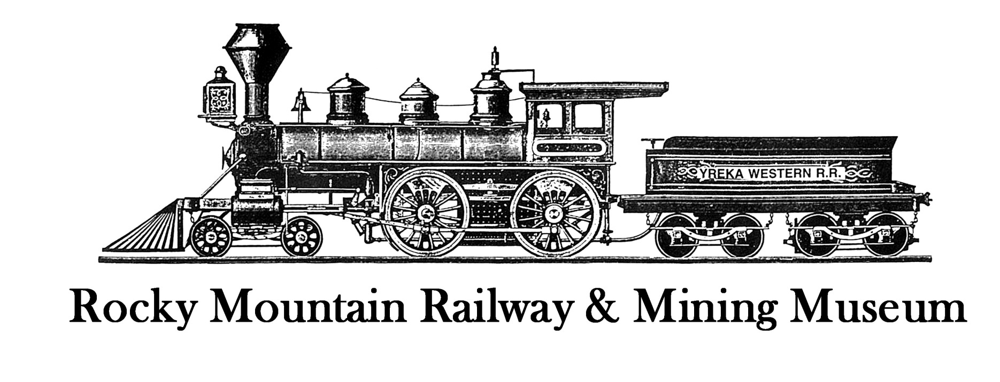 YREKA WESTERN R.R.
Rocky Mountain Railway & Mining Museum